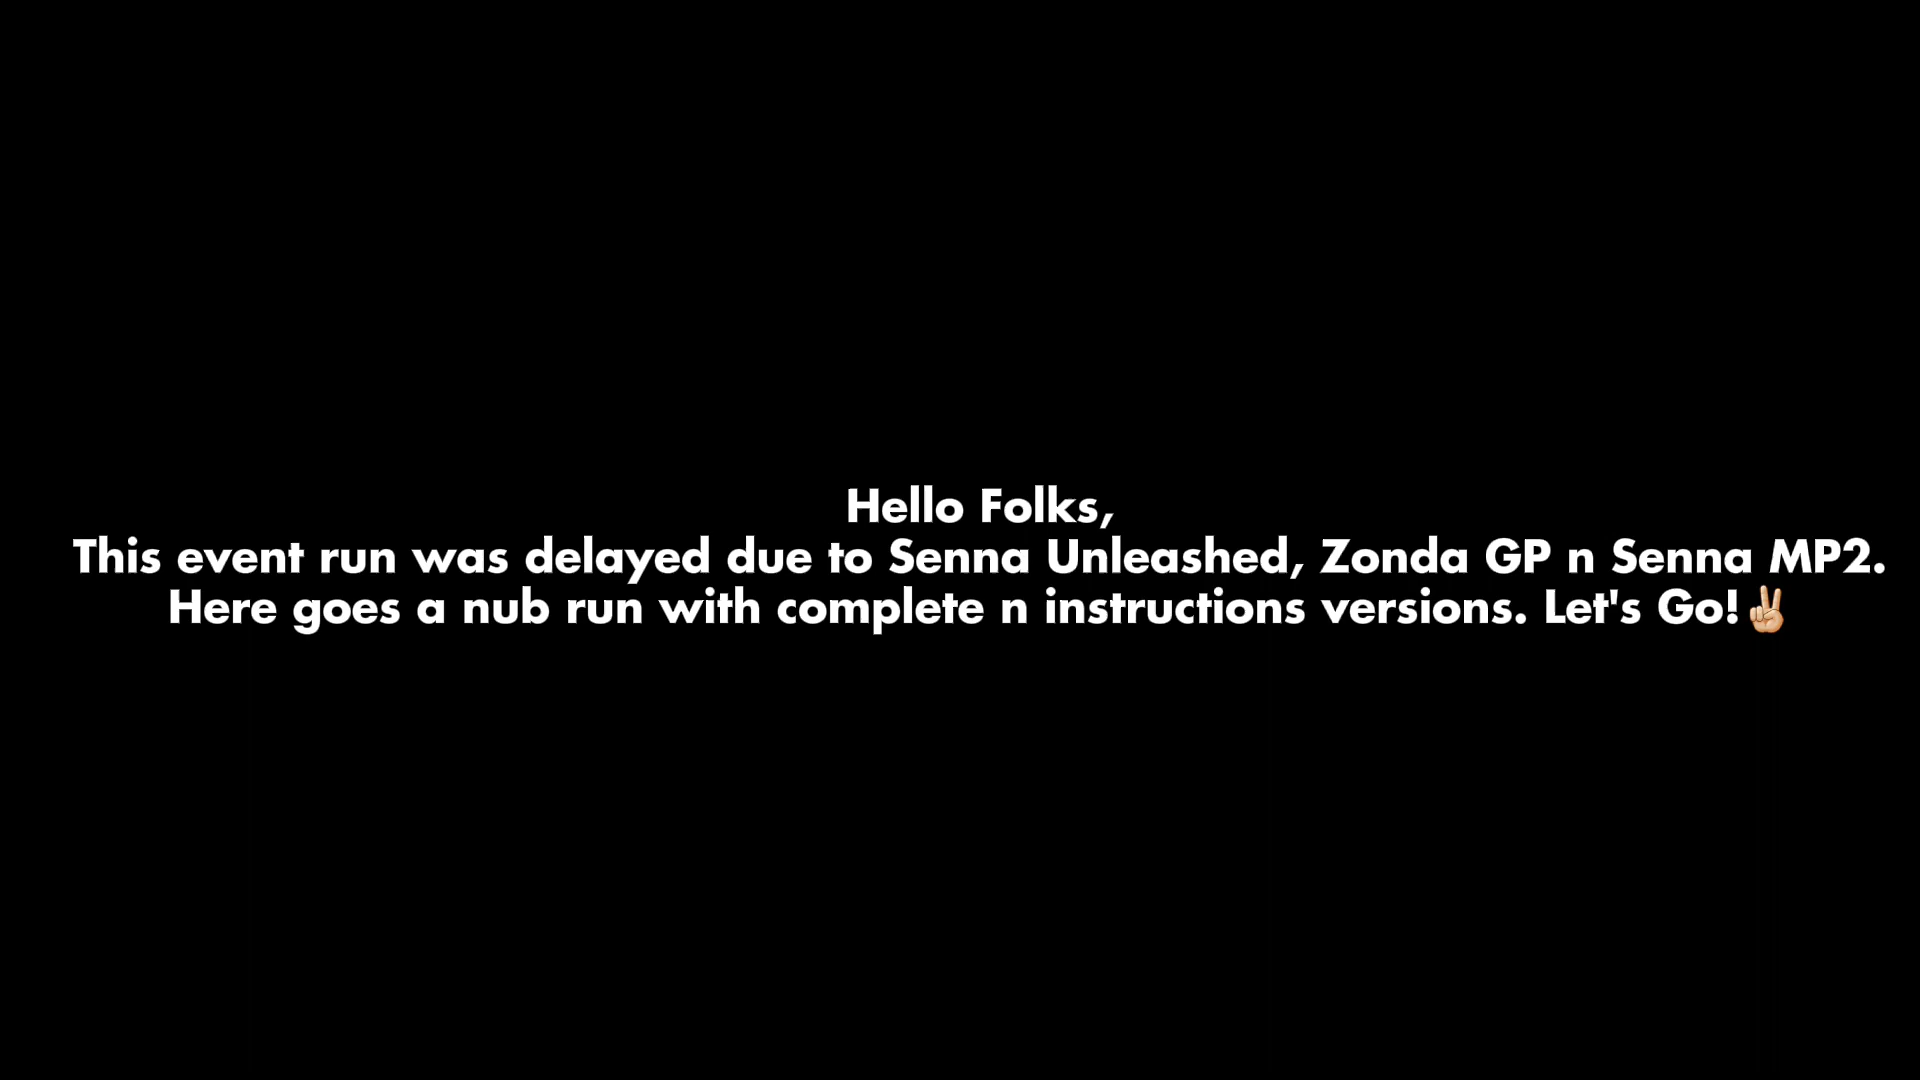 Hello Folks,
This event run was delayed due to Senna Unleashed, Zonda GP n Senna MP2.
Here goes a nub run with complete n instructions versions. Let's Go!✌🏼